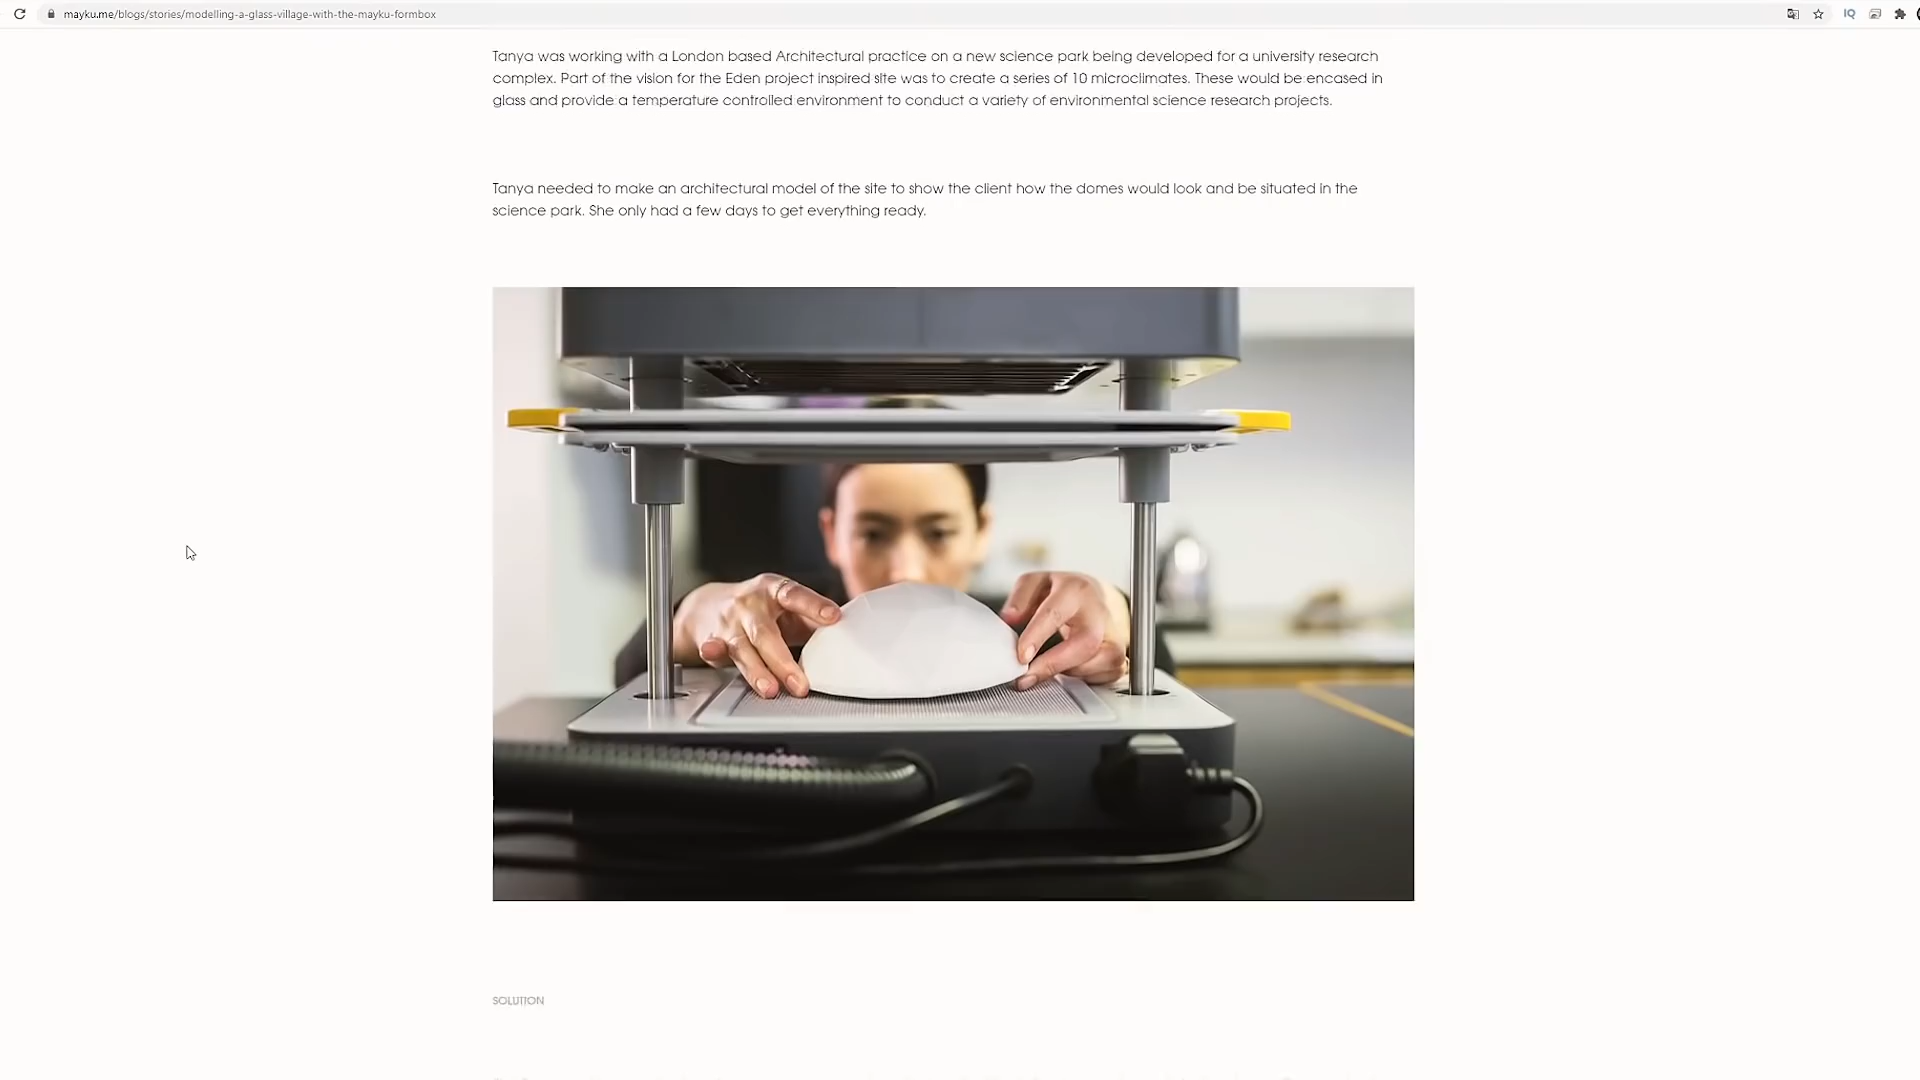 mayku.me/blogs/stories/modelling-a-glass-village-with-the-mayku-formbox
IQ
Tanya was working with a London based Architectural practice on a new science park being developed for a university research
complex. Part of the vision for the Eden project inspired site was to create a series of 10 microclimates. These would be encased in
glass and provide a temperature controlled environment to conduct a variety of environmental science research projects.
Tanya needed to make an architectural model of the site to show the client how the domes would look and be situated in the
science park. She only had a few days to get everything ready.
SOLUTION